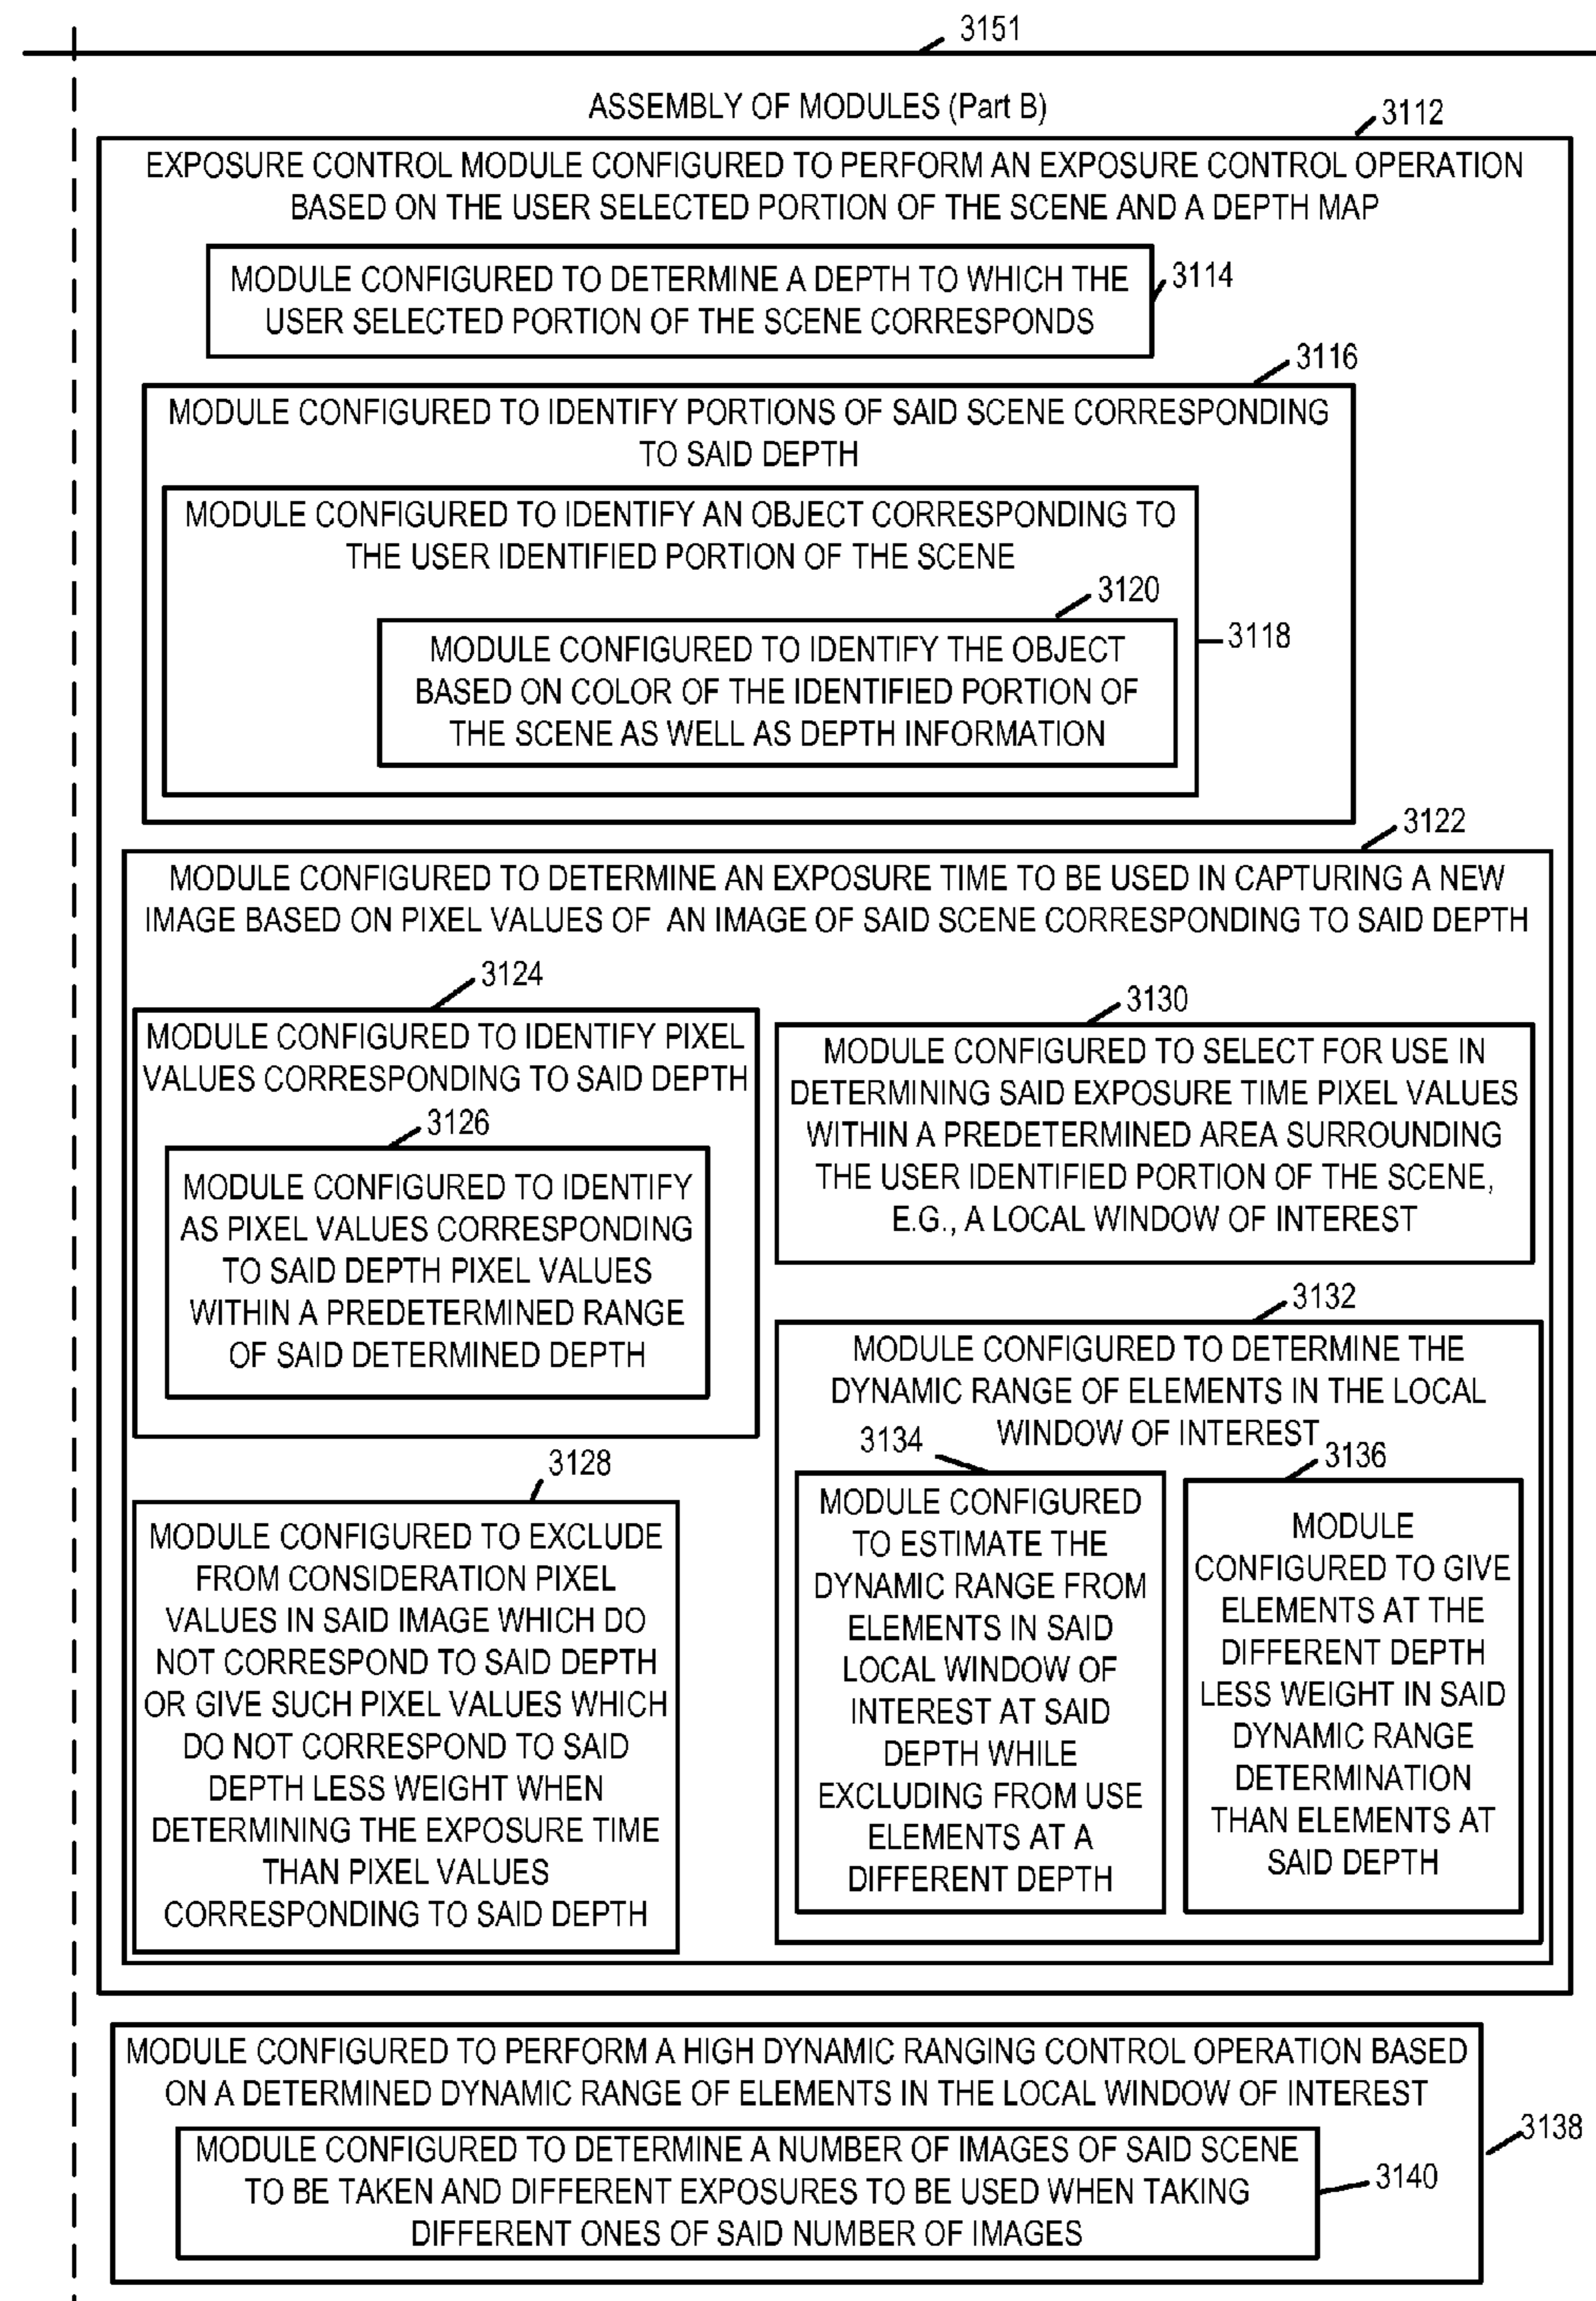 3151
ASSEMBLY OF MODULES (Part B)
3112
EXPOSURE CONTROL MODULE CONFIGURED TO PERFORM AN EXPOSURE CONTROL OPERATION
BASED ON THE USER SELECTED PORTION OF THE SCENE AND A DEPTH MAP
MODULE CONFIGURED TO DETERMINE A DEPTH TO WHICH THE
USER SELECTED PORTION OF THE SCENE CORRESPONDS
3114
3116
MODULE CONFIGURED TO IDENTIFY PORTIONS OF SAID SCENE CORRESPONDING
TO SAID DEPTH
MODULE CONFIGURED TO IDENTIFY AN OBJECT CORRESPONDING TO
THE USER IDENTIFIED PORTION OF THE SCENE
3120
3118
MODULE CONFIGURED TO IDENTIFY THE OBJECT
BASED ON COLOR OF THE IDENTIFIED PORTION OF
THE SCENE AS WELL AS DEPTH INFORMATION
3122
MODULE CONFIGURED TO DETERMINE AN EXPOSURE TIME TO BE USED IN CAPTURING A NEW
IMAGE BASED ON PIXEL VALUES OF AN IMAGE OF SAID SCENE CORRESPONDING TO SAID DEPTH
3124
MODULE CONFIGURED TO IDENTIFY PIXEL
VALUES CORRESPONDING TO SAID DEPTH
3126
MODULE CONFIGURED TO IDENTIFY
AS PIXEL VALUES CORRESPONDING
TO SAID DEPTH PIXEL VALUES
WITHIN A PREDETERMINED RANGE
OF SAID DETERMINED DEPTH
3128
MODULE CONFIGURED TO EXCLUDE
FROM CONSIDERATION PIXEL
VALUES IN SAID IMAGE WHICH DO
NOT CORRESPOND TO SAID DEPTH
OR GIVE SUCH PIXEL VALUES WHICH
DO NOT CORRESPOND TO SAID
DEPTH LESS WEIGHT WHEN
DETERMINING THE EXPOSURE TIME
THAN PIXEL VALUES
CORRESPONDING TO SAID DEPTH
3130
MODULE CONFIGURED TO SELECT FOR USE IN
DETERMINING SAID EXPOSURE TIME PIXEL VALUES
WITHIN A PREDETERMINED AREA SURROUNDING
THE USER IDENTIFIED PORTION OF THE SCENE,
E.G., A LOCAL WINDOW OF INTEREST
3132
MODULE CONFIGURED TO DETERMINE THE
DYNAMIC RANGE OF ELEMENTS IN THE LOCAL
WINDOW OF INTEREST
3134
MODULE CONFIGURED
TO ESTIMATE THE
DYNAMIC RANGE FROM
ELEMENTS IN SAID
LOCAL WINDOW OF
INTEREST AT SAID
DEPTH WHILE
EXCLUDING FROM USE
ELEMENTS AT A
DIFFERENT DEPTH
3136
MODULE
CONFIGURED TO GIVE
ELEMENTS AT THE
DIFFERENT DEPTH
LESS WEIGHT IN SAID
DYNAMIC RANGE
DETERMINATION
THAN ELEMENTS AT
SAID DEPTH
MODULE CONFIGURED TO PERFORM A HIGH DYNAMIC RANGING CONTROL OPERATION BASED
ON A DETERMINED DYNAMIC RANGE OF ELEMENTS IN THE LOCAL WINDOW OF INTEREST
3138
MODULE CONFIGURED TO DETERMINE A NUMBER OF IMAGES OF SAID SCENE
TO BE TAKEN AND DIFFERENT EXPOSURES TO BE USED WHEN TAKING
DIFFERENT ONES OF SAID NUMBER OF IMAGES
3140